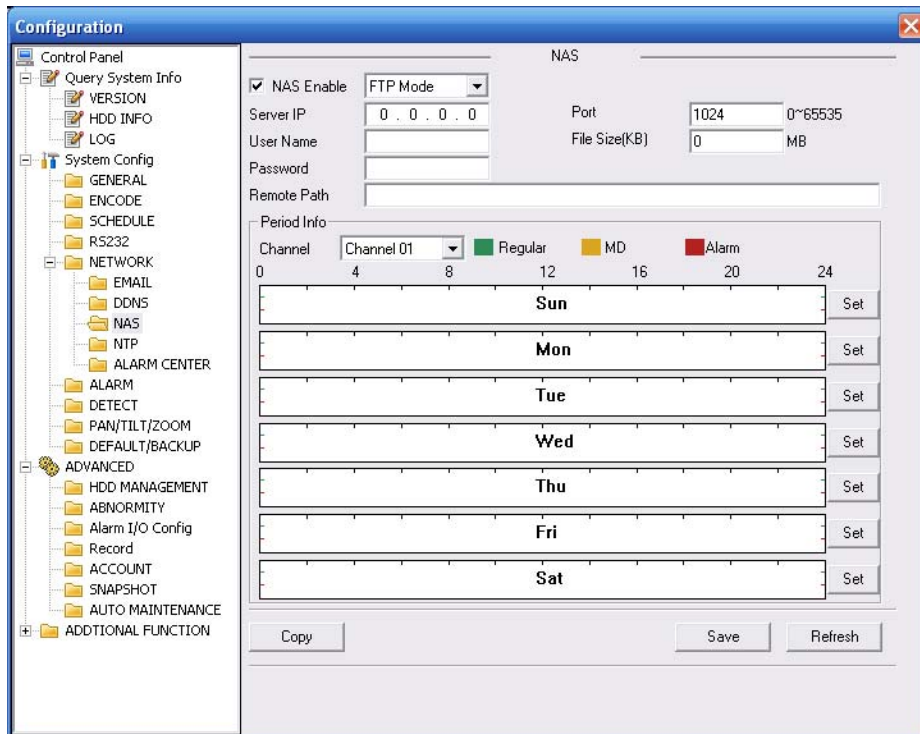 Configuration
Control Panel
Query System Info
VERSION
HDD INFO
LOG
System Config
GENERAL
ENCODE
SCHEDULE
RS232
NETWORK
EMAIL
DDNS
NAS
NTP
ALARM CENTER
ALARM
DETECT
PAN/TILT/ZOOM
DEFAULT/BACKUP
ADVANCED
HDD MANAGEMENT
ABNORMITY
Alarm I/O Config
Record
ACCOUNT
SNAPSHOT
AUTO MAINTENANCE
ADDTIONAL FUNCTION
NAS
NAS Enable FTP Mode
Server IP 0 . 0 . 0 . 0 Port 1024 0~65535
User Name File Size(KB) 0 MB
Password
Remote Path
Period Info
Channel Channel 01 Regular MD Alarm
0 4 8 12 16 20 24
Sun Set
Mon Set
Tue Set
Wed Set
Thu Set
Fri Set
Sat Set
Copy Save Refresh